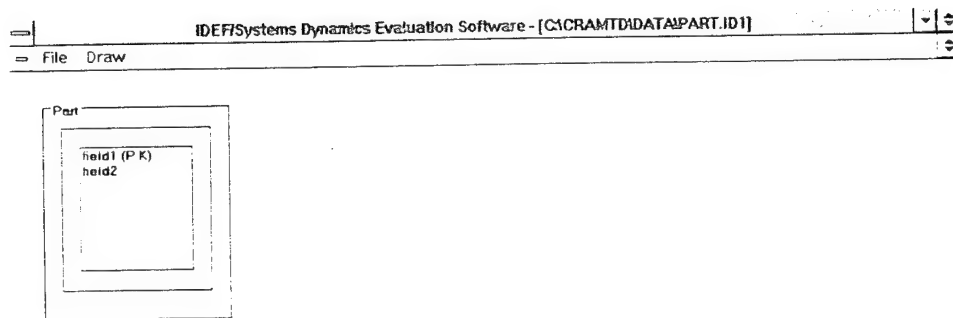 IDEF/Systems Dynamics Evaluation Software - [C:\CRAMTD\DATA\PART.ID1]
File Draw
Part
field1 (P K)
field2